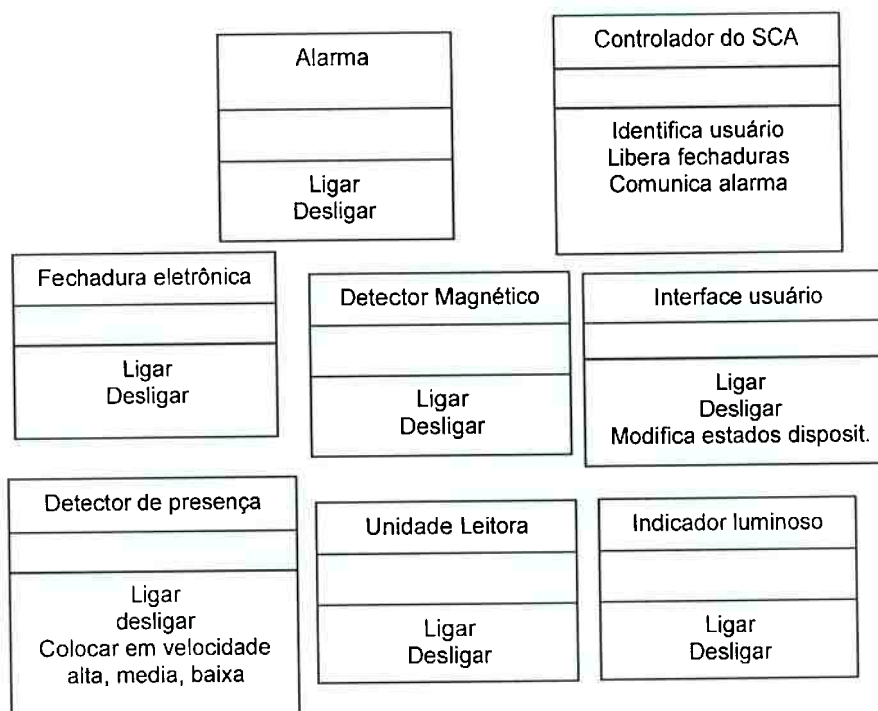 Alarma
Ligar
Desligar
Controlador do SCA
Identifica usuário
Libera fechaduras
Comunica alarma
Fechadura eletrônica
Ligar
Desligar
Detector Magnético
Ligar
Desligar
Interface usuário
Ligar
Desligar
Modifica estados disposit.
Detector de presença
Ligar
desligar
Colocar em velocidade
alta, media, baixa
Unidade Leitora
Ligar
Desligar
Indicador luminoso
Ligar
Desligar